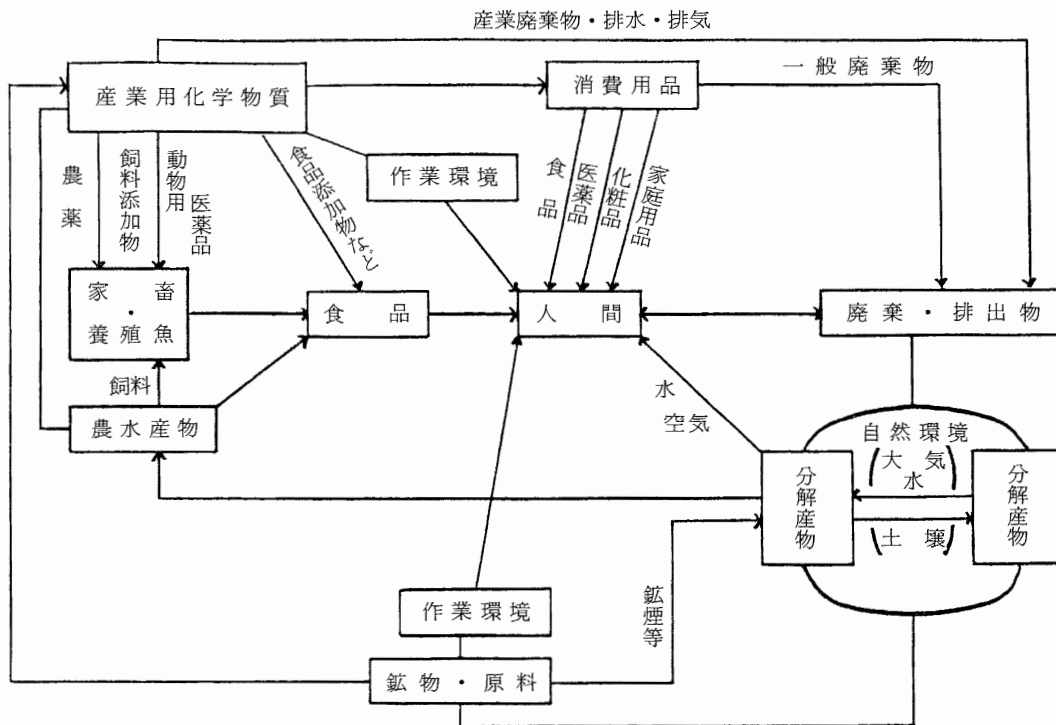 産業廃棄物・排水・排気
産業用化学物質
消費用品
一般廃棄物
農薬
飼料添加物
動物用
医薬品
食品添加物など
作業環境
食品
医薬品
化粧品
家庭用品
家畜
・
養殖魚
食品
人間
廃棄・排出物
飼料
農水産物
水
空気
自然環境
(大気)
水
分解産物
分解産物
(土壌)
鉱煙等
作業環境
鉱物・原料